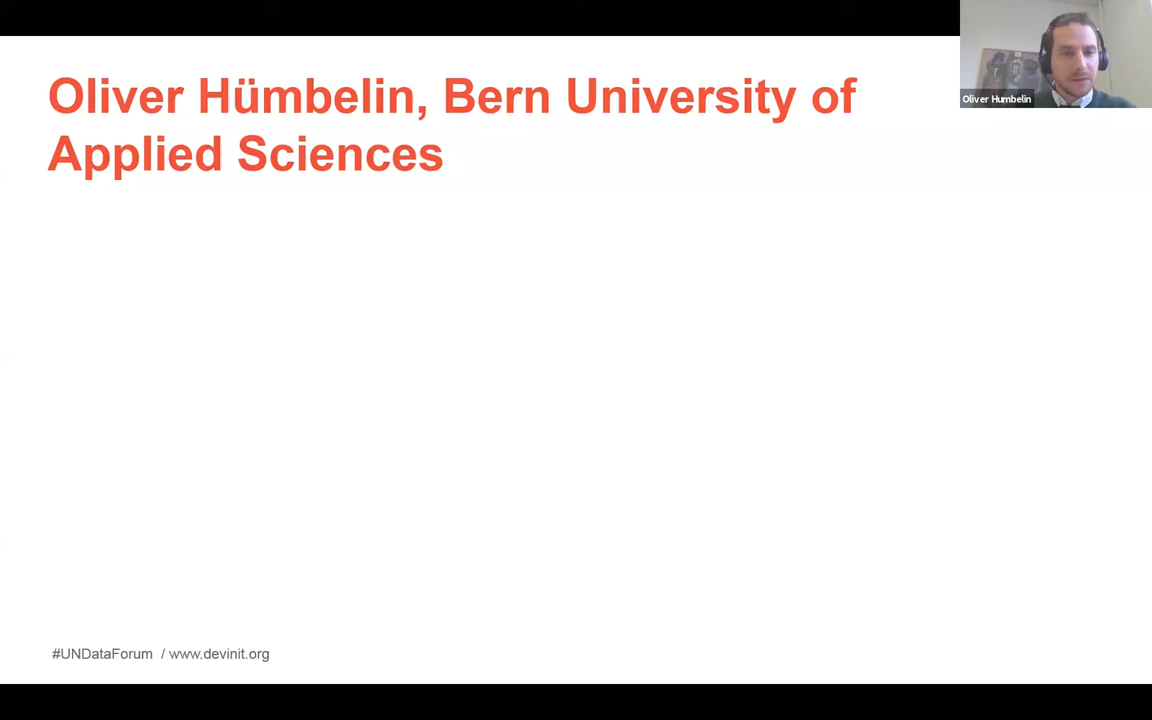 Oliver Hümbelin, Bern University of
Applied Sciences
Oliver Humbelin
#UNDataForum / www.devinit.org